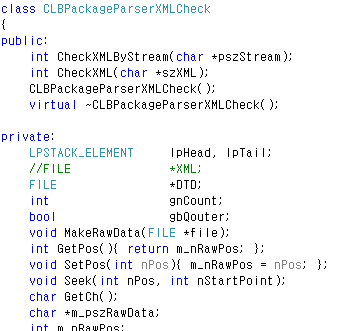 class CLBPackageParserXMLCheck
{
public:
    int CheckXMLByStream(char *pszStream);
    int CheckXML(char *szXML);
    CLBPackageParserXMLCheck();
    virtual ~CLBPackageParserXMLCheck();

private:
    LPSTACK_ELEMENT     lpHead, lpTail;
    //FILE              *XML;
    FILE                *DTD;
    int                 gnCount;
    bool                gbQouter;
    void MakeRawData(FILE *file);
    int GetPos(){ return m_nRawPos; };
    void SetPos(int nPos){ m_nRawPos = nPos; };
    void Seek(int nPos, int nStartPoint);
    char GetCh();
    char *m_pszRawData;
    int m_nRawPos;